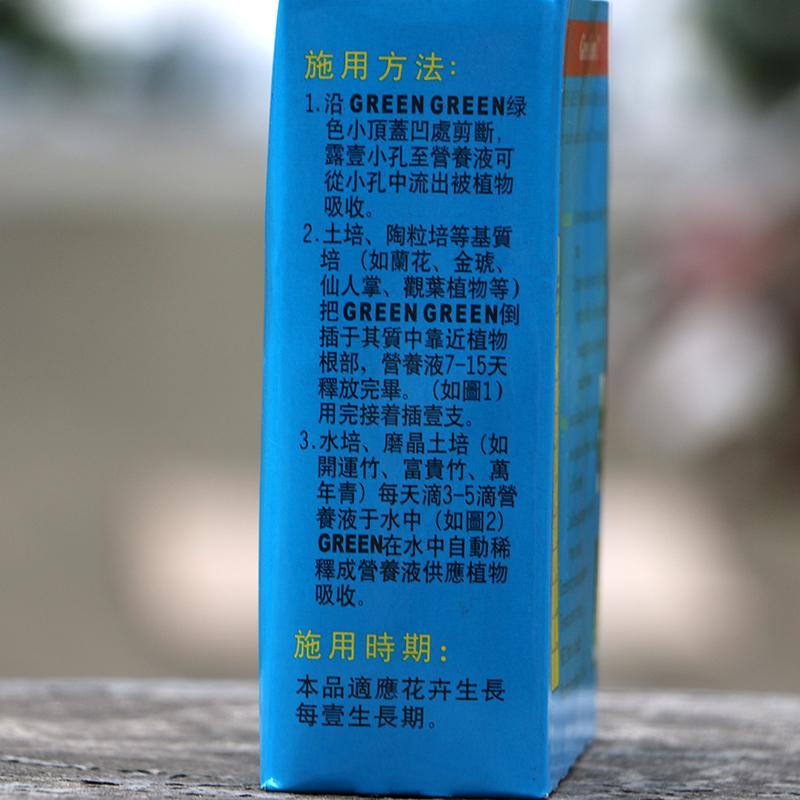 施用方法：
1.沿GREEN GREEN绿
色小頂蓋凹處剪斷，
露壹小孔至營養液可
從小孔中流出被植物
吸收。
2.土培、陶粒培等基質
培（如蘭花、金琥、
仙人掌、觀葉植物等）
把GREEN GREEN倒
插于其質中靠近植物
根部，營養液7-15天
釋放完畢。（如圖1）
用完接着插壹支。
3.水培、磨晶土培（如
開運竹、富貴竹、萬
年青）每天滴3-5滴營
養液于水中（如圖2）
GREEN在水中自動稀
釋成營養液供應植物
吸收。
施用時期：
本品適應花卉生長
每壹生長期。